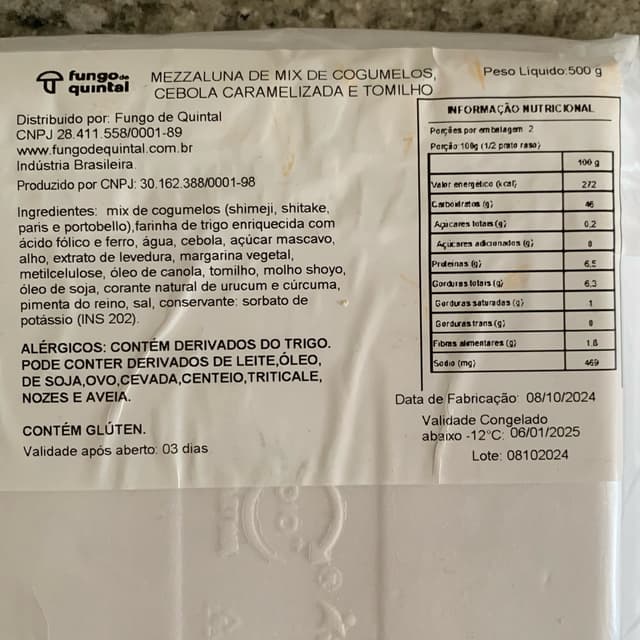 fungo de quintal
MEZZALUNA DE MIX DE COGUMELOS,
CEBOLA CARAMELIZADA E TOMILHO
Peso Líquido:500 g
Distribuido por: Fungo de Quintal
CNPJ 28.411.558/0001-89
www.fungodequintal.com.br
Indústria Brasileira.
Produzido por CNPJ: 30.162.388/0001-98
Ingredientes: mix de cogumelos (shimeji, shitake,
paris e portobello),farinha de trigo enriquecida com
ácido fólico e ferro, água, cebola, açúcar mascavo,
alho, extrato de levedura, margarina vegetal,
metilcelulose, óleo de canola, tomilho, molho shoyo,
óleo de soja, corante natural de urucum e cúrcuma,
pimenta do reino, sal, conservante: sorbato de
potássio (INS 202).
ALÉRGICOS: CONTÉM DERIVADOS DO TRIGO.
PODE CONTER DERIVADOS DE LEITE,ÓLEO,
DE SOJA,OVO,CEVADA,CENTEIO,TRITICALE,
NOZES E AVEIA.
CONTÉM GLÚTEN.
Validade após aberto: 03 dias
INFORMAÇÃO NUTRICIONAL
Porções por embalagem 2
Porção 100g (1/2 prato raso)
100 g
Valor energético (kcal) 272
Carboidratos (g) 46
Açúcares totais (g) 0,2
Açúcares adicionados (g) 0
Proteinas (g) 6,5
Gorduras totais (g) 6,3
Gorduras saturadas (g) 1
Gorduras trans (g) 0
Fibras alimentares (g) 1,8
Sodio (mg) 469
Data de Fabricação: 08/10/2024
Validade Congelado
abaixo -12°C: 06/01/2025
Lote: 08102024